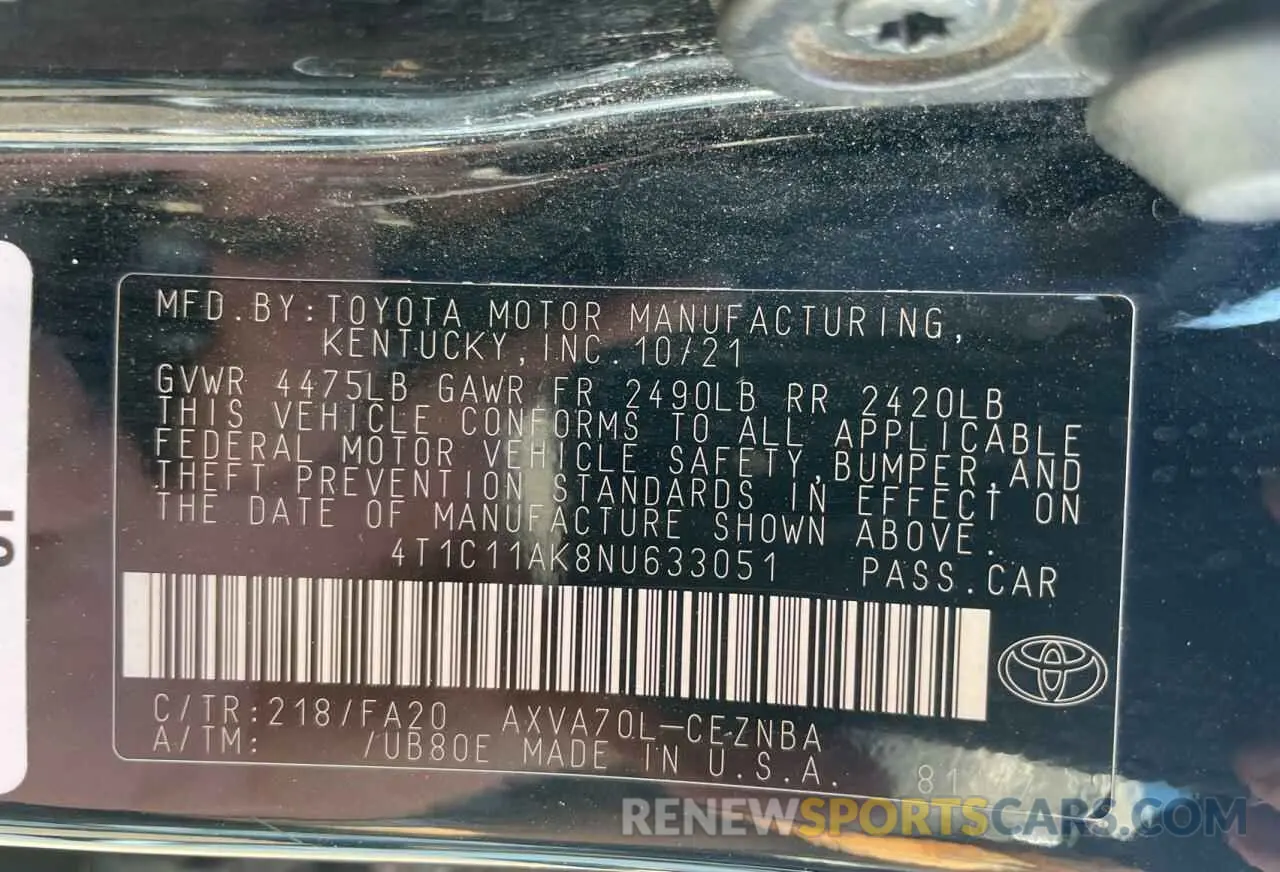 MFD.BY:TOYOTA MOTOR MANUFACTURING,
KENTUCKY,INC.10/21
GVWR 4475LB GAWR FR 2490LB RR 2420LB
THIS VEHICLE CONFORMS TO ALL APPLICABLE
FEDERAL MOTOR VEHICLE SAFETY,BUMPER,AND
THEFT PREVENTION STANDARDS IN EFFECT ON
THE DATE OF MANUFACTURE SHOWN ABOVE.
4T1C11AK8NU633051 PASS.CAR
C/TR:218/FA20 AXVA70L-CEZNBA
A/TM: /UB80E MADE IN U.S.A.
RENEWSPORTSCARS.COM